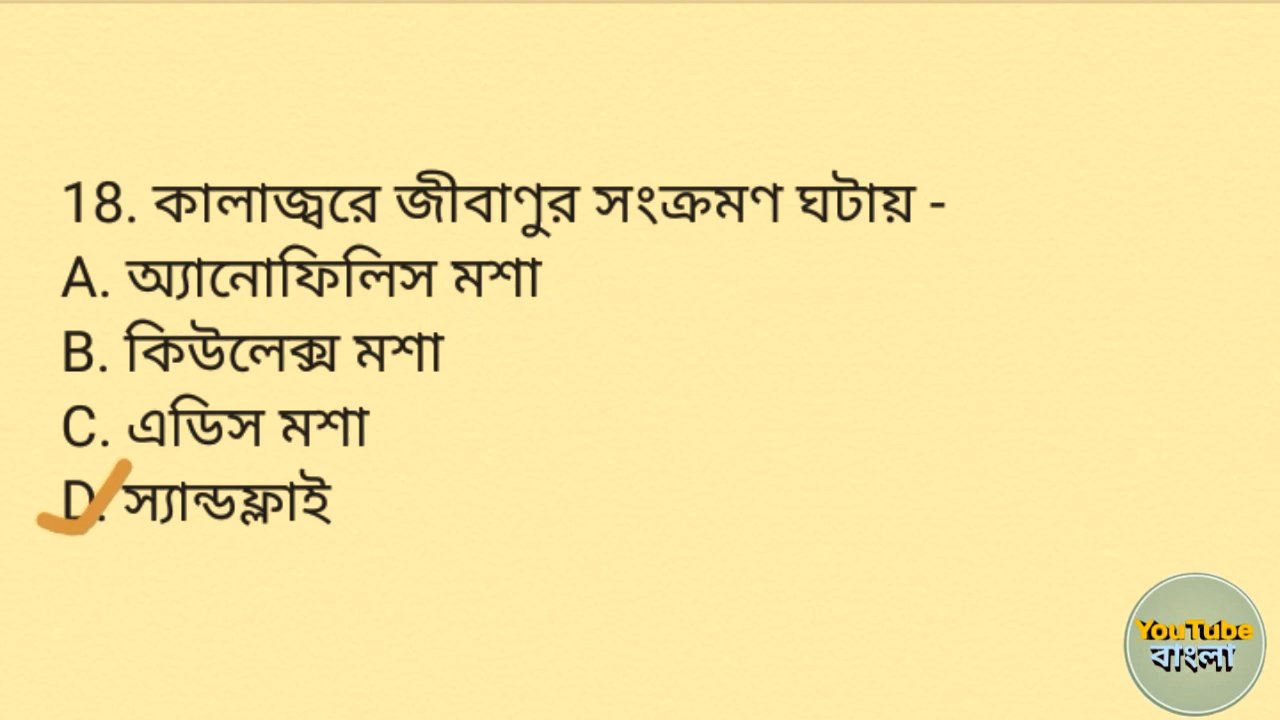 18. কালাজ্বরে জীবাণুর সংক্রমণ ঘটায় -
A. অ্যানোফিলিস মশা
B. কিউলেক্স মশা
C. এডিস মশা
D. স্যান্ডফ্লাই
YouTube
বাংলা